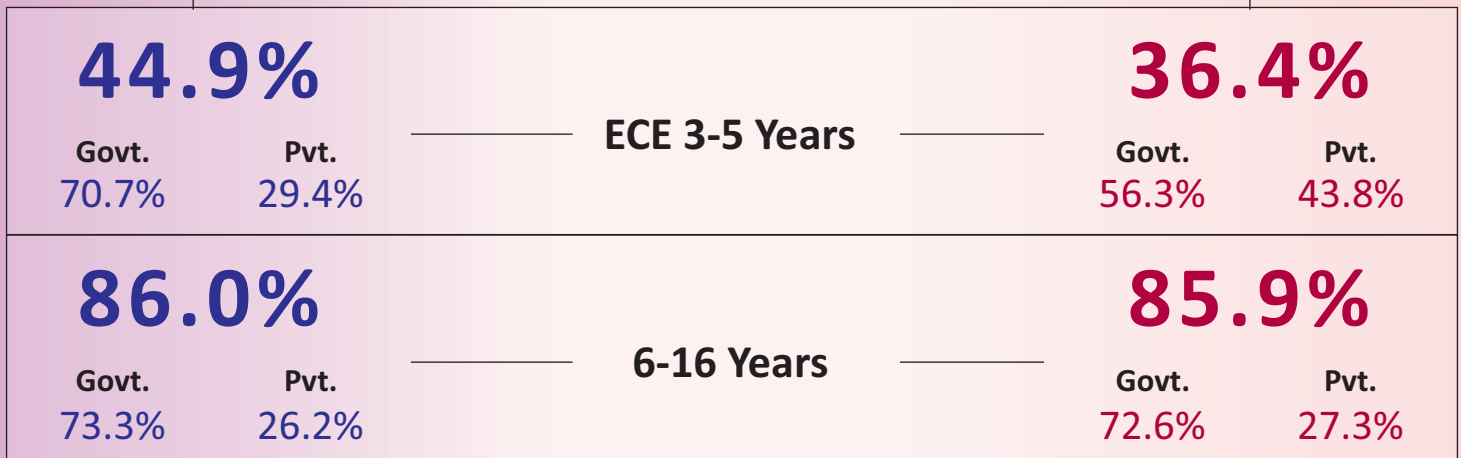 44.9% 36.4%
ECE 3-5 Years
Govt. Pvt. Govt. Pvt.
70.7% 29.4% 56.3% 43.8%
86.0% 85.9%
6-16 Years
Govt. Pvt. Govt. Pvt.
73.3% 26.2% 72.6% 27.3%